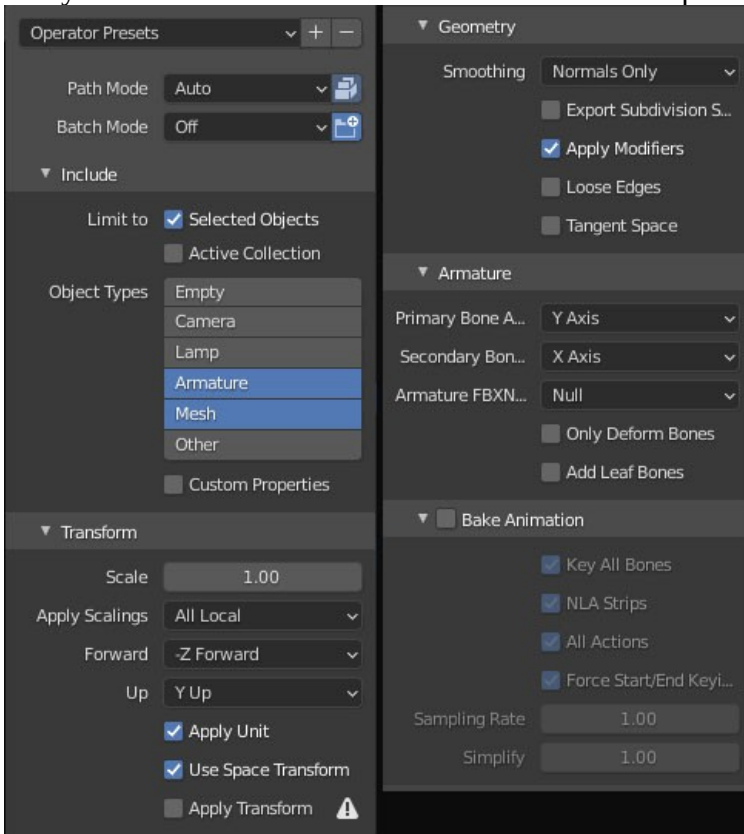 Operator Presets
Path Mode Auto
Batch Mode Off
Include
Limit to Selected Objects
Active Collection
Object Types Empty
Camera
Lamp
Armature
Mesh
Other
Custom Properties
Transform
Scale 1.00
Apply Scalings All Local
Forward -Z Forward
Up Y Up
Apply Unit
Use Space Transform
Apply Transform
Geometry
Smoothing Normals Only
Export Subdivision S...
Apply Modifiers
Loose Edges
Tangent Space
Armature
Primary Bone A... Y Axis
Secondary Bon... X Axis
Armature FBXN... Null
Only Deform Bones
Add Leaf Bones
Bake Animation
Key All Bones
NLA Strips
All Actions
Force Start/End Keyi...
Sampling Rate 1.00
Simplify 1.00